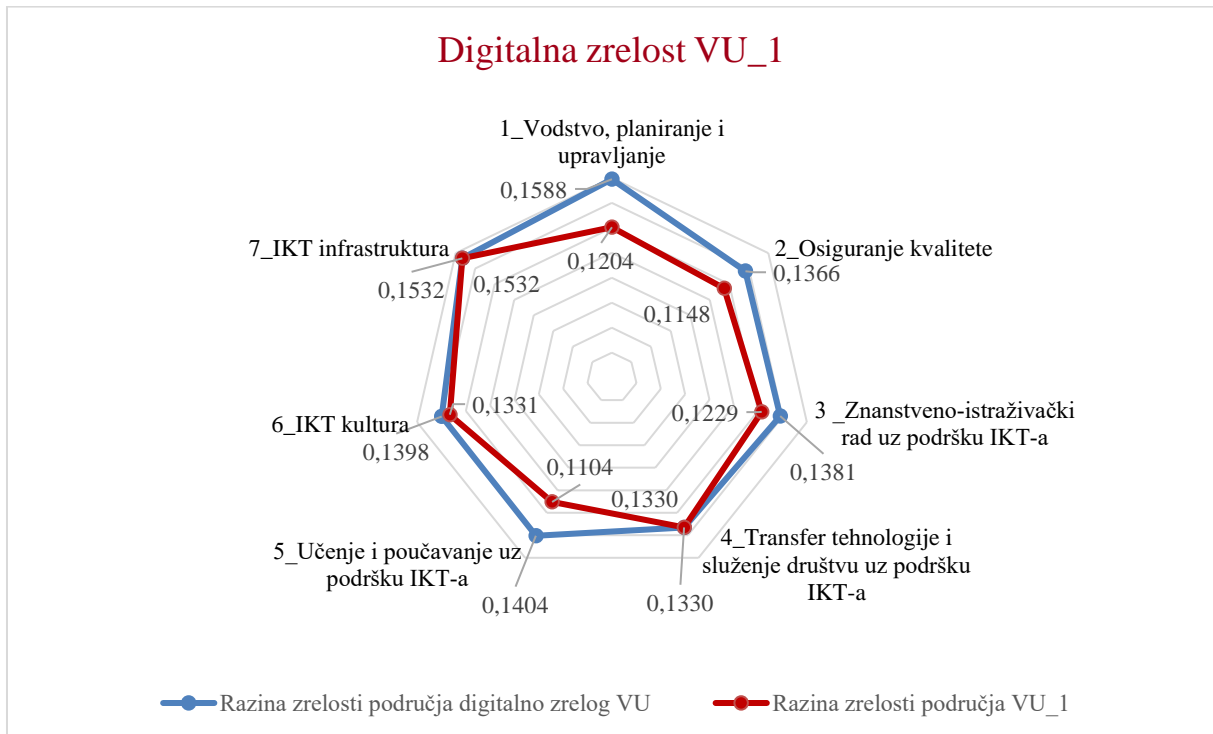 Digitalna zrelost VU_1
1_Vodstvo, planiranje i
upravljanje
0,1588
0,1204
2_Osiguranje kvalitete
0,1366
0,1148
7_IKT infrastruktura
0,1532
0,1532
3 _Znanstveno-istraživački
rad uz podršku IKT-a
0,1229
0,1381
6_IKT kultura
0,1331
0,1398
0,1104
0,1330
4_Transfer tehnologije i
služenje društvu uz podršku
IKT-a
0,1330
5_Učenje i poučavanje uz
podršku IKT-a
0,1404
Razina zrelosti područja digitalno zrelog VU
Razina zrelosti područja VU_1